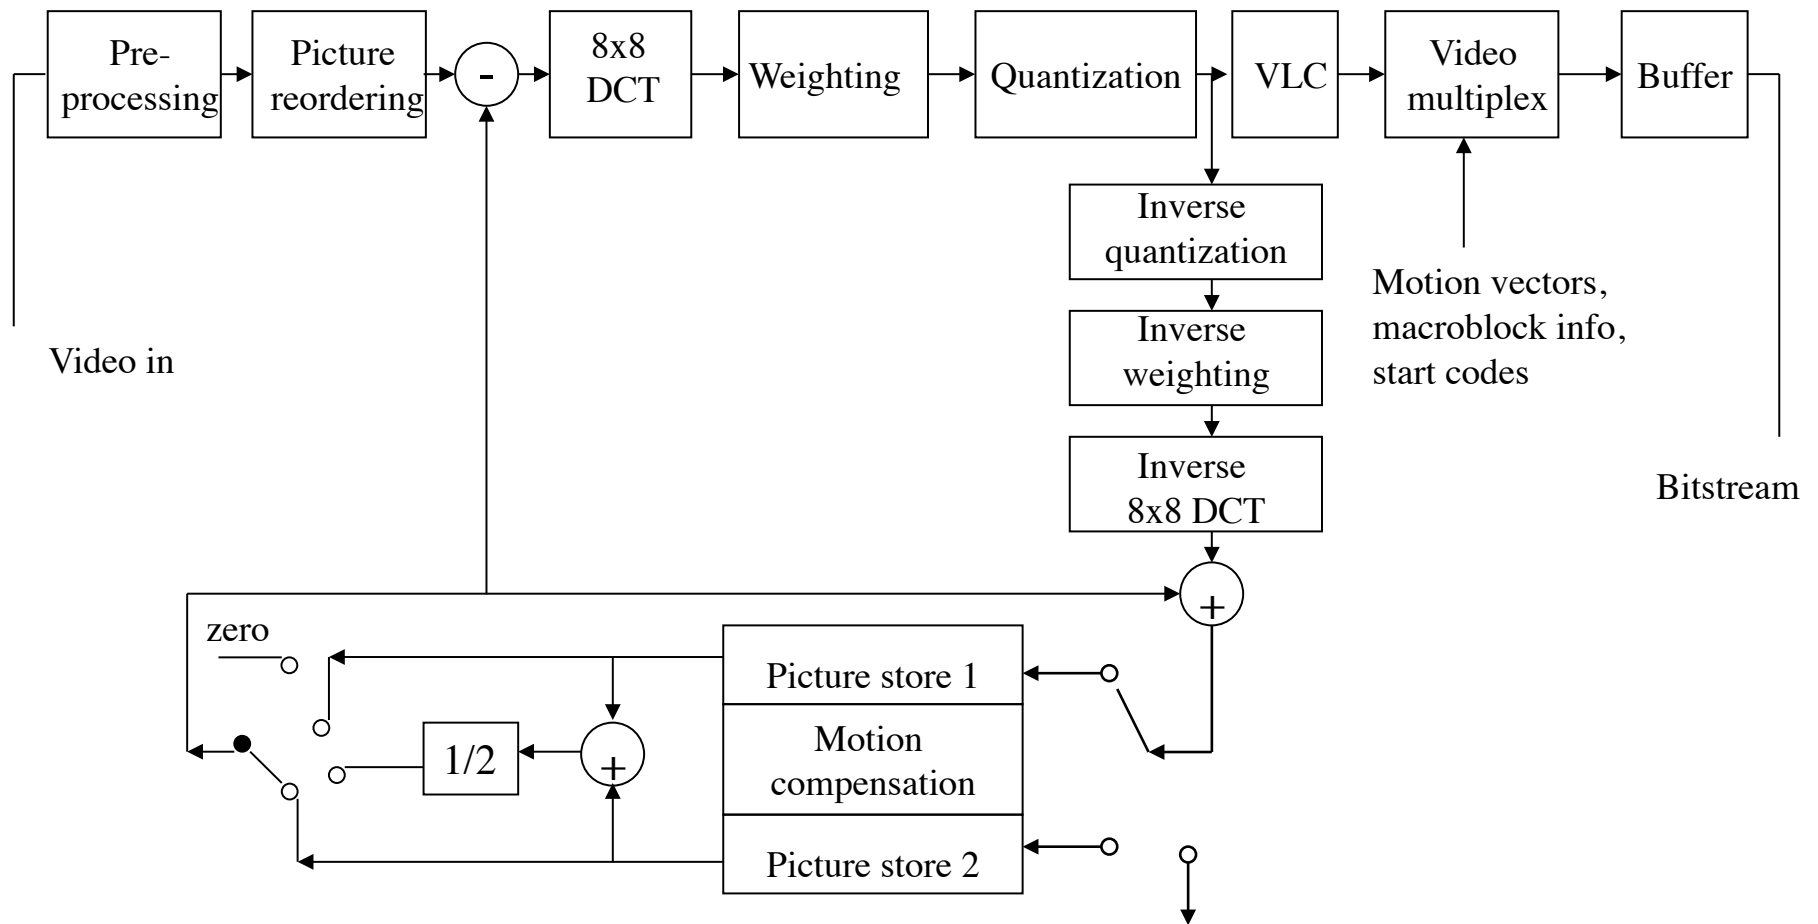 Pre-
processing
Picture
reordering
-
8x8
DCT
Weighting
Quantization
VLC
Video
multiplex
Buffer
Inverse
quantization
Motion vectors,
macroblock info,
start codes
Video in
Inverse
weighting
Inverse
8x8 DCT
Bitstream
+
zero
Picture store 1
Motion
compensation
1/2
+
Picture store 2